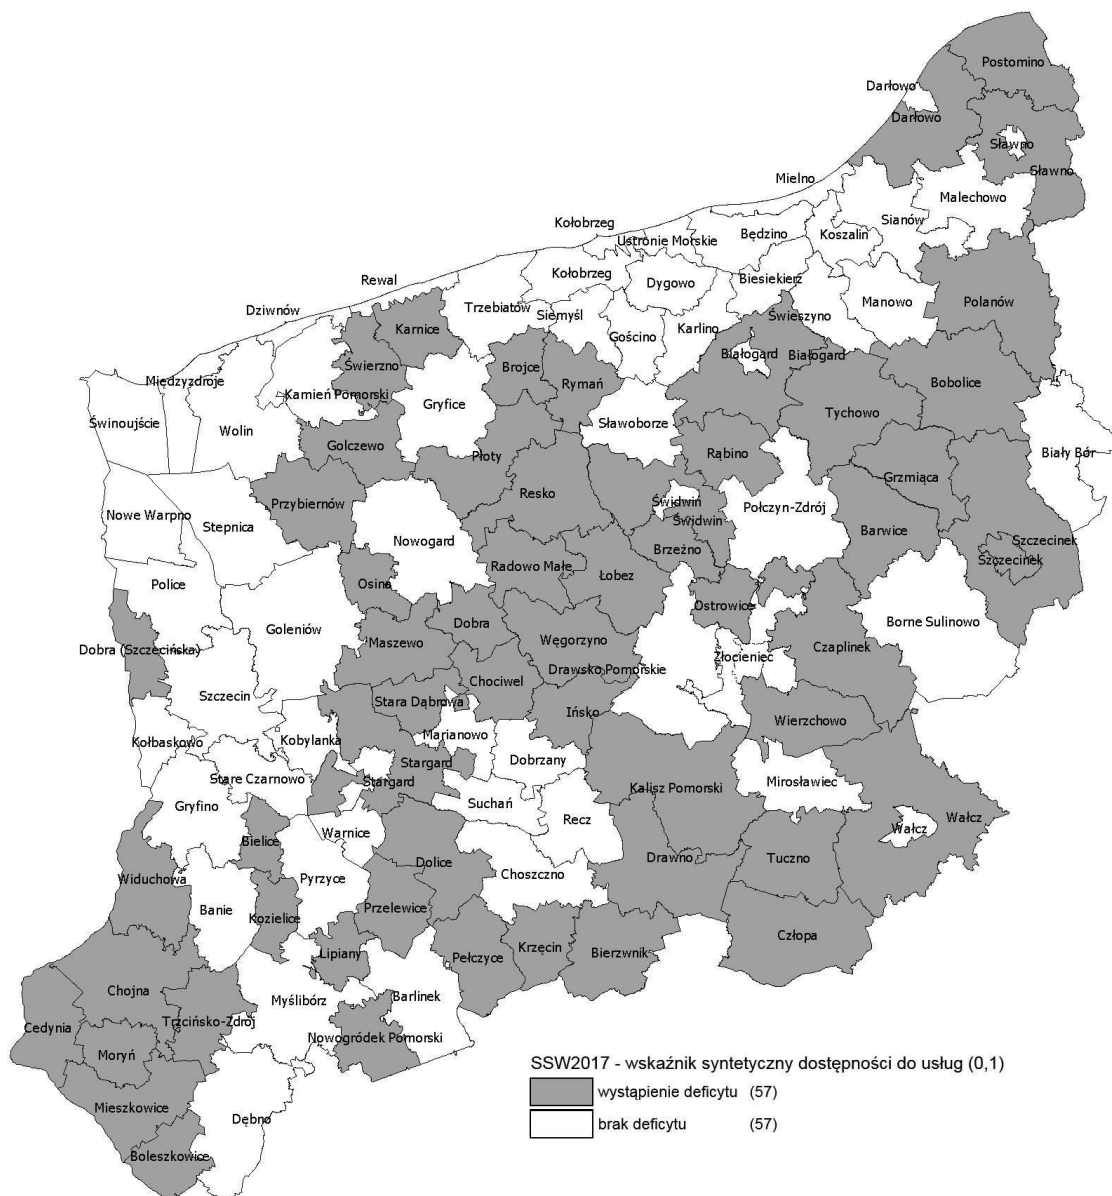 Postomino
Darłowo
Darłowo
Sławno
Sławno
Mielno
Malechowo
Sianów
Kołobrzeg
Koszalin
Będzino
Ustronie Morskie
Rewal
Kołobrzeg
Dygowo
Biesiekierz
Manowo
Polanów
Dziwnów
Trzebiatów
Siemyśl
Świeszyno
Karnice
Gościno
Karlino
Białogard
Białogard
Świerzno
Brojce
Rymań
Bobolice
Międzyzdroje
Kamień Pomorski
Gryfice
Tychowo
Świnoujście
Wolin
Sławoborze
Golczewo
Płoty
Rąbino
Biały Bór
Grzmiąca
Resko
Przybiernów
Świdwin
Połczyn-Zdrój
Nowe Warpno
Stepnica
Świdwin
Barwice
Nowogard
Szczecinek
Brzeżno
Szczecinek
Radowo Małe
Łobez
Police
Osina
Ostrowice
Goleniów
Dobra
Borne Sulinowo
Maszewo
Węgorzyno
Czaplinek
Dobra (Szczecińska)
Złocieniec
Drawsko Pomorskie
Chociwel
Szczecin
Stara Dąbrowa
Ińsko
Wierzchowo
Kołbaskowo
Kobylanka
Marianowo
Dobrzany
Stargard
Stare Czarnowo
Stargard
Mirosławiec
Kalisz Pomorski
Gryfino
Suchań
Recz
Wałcz
Wałcz
Warnice
Bielice
Drawno
Tuczno
Dolice
Choszczno
Widuchowa
Pyrzyce
Banie
Kozielice
Przelewice
Człopa
Lipiany
Pełczyce
Krzęcin
Bierzwnik
Chojna
Myślibórz
Barlinek
Cedynia
Trzcińsko-Zdrój
Nowogródek Pomorski
Moryń
Mieszkowice
Dębno
Boleszkowice
SSW2017 - wskaźnik syntetyczny dostępności do usług (0,1)
wystąpienie deficytu (57)
brak deficytu (57)